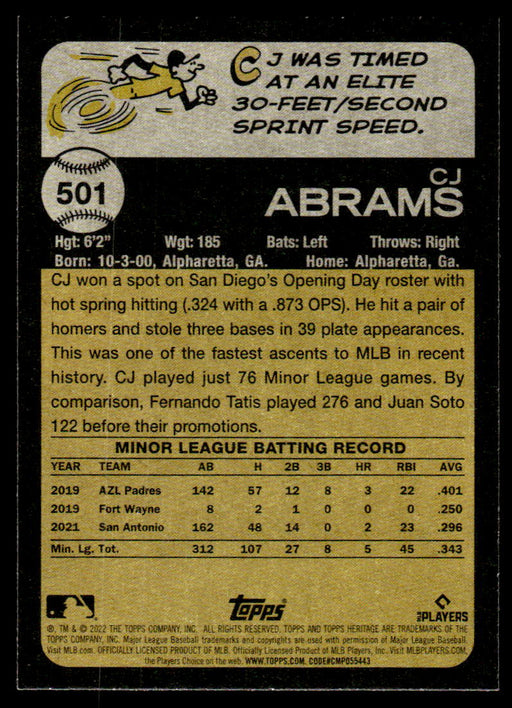 CJ WAS TIMED
AT AN ELITE
30-FEET/SECOND
SPRINT SPEED.
501
CJ
ABRAMS
Hgt: 6'2" Wgt: 185 Bats: Left Throws: Right
Born: 10-3-00, Alpharetta, GA. Home: Alpharetta, Ga.
CJ won a spot on San Diego's Opening Day roster with
hot spring hitting (.324 with a .873 OPS). He hit a pair of
homers and stole three bases in 39 plate appearances.
This was one of the fastest ascents to MLB in recent
history. CJ played just 76 Minor League games. By
comparison, Fernando Tatis played 276 and Juan Soto
122 before their promotions.
MINOR LEAGUE BATTING RECORD
YEAR TEAM AB H 2B 3B HR RBI AVG
2019 AZL Padres 142 57 12 8 3 22 .401
2019 Fort Wayne 8 2 1 0 0 0 .250
2021 San Antonio 162 48 14 0 2 23 .296
Min. Lg. Tot. 312 107 27 8 5 45 .343
Topps
MLB PLAYERS
®, TM & © 2022 THE TOPPS COMPANY, INC. ALL RIGHTS RESERVED. TOPPS AND TOPPS HERITAGE ARE TRADEMARKS OF THE
TOPPS COMPANY, INC. Major League Baseball trademarks and copyrights are used with permission of Major League Baseball.
Visit MLB.com. OFFICIALLY LICENSED PRODUCT OF MLB. Officially Licensed Product of MLB Players, Inc. Visit MLBPLAYERS.com,
the Players Choice on the web. WWW.TOPPS.COM. CODE#CMP055443